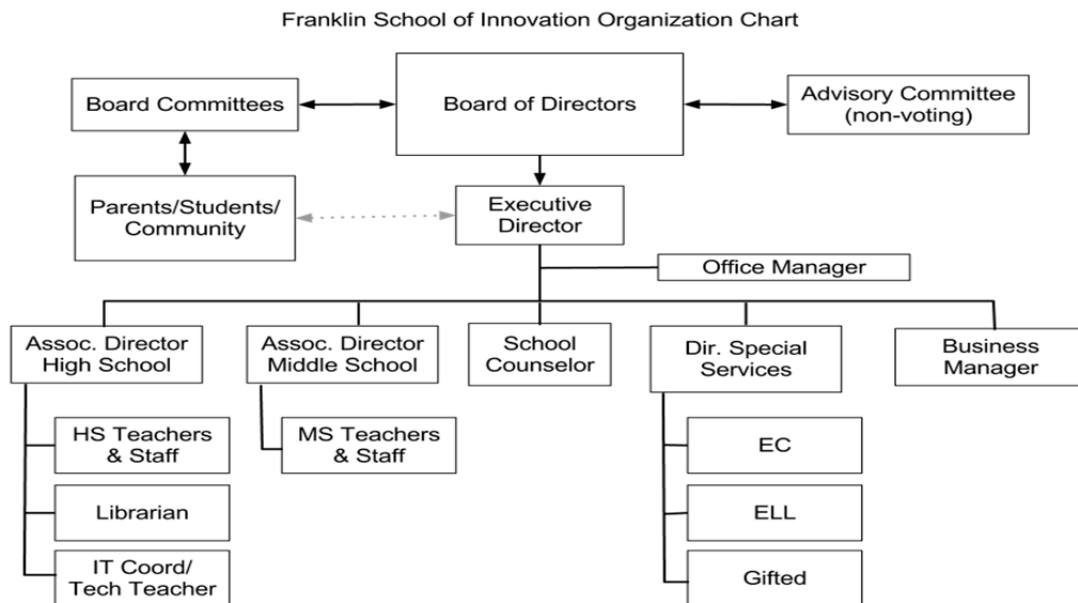 Franklin School of Innovation Organization Chart
Board Committees
Board of Directors
Advisory Committee
(non-voting)
Parents/Students/
Community
Executive
Director
Office Manager
Assoc. Director
High School
Assoc. Director
Middle School
School
Counselor
Dir. Special
Services
Business
Manager
HS Teachers
& Staff
MS Teachers
& Staff
EC
Librarian
ELL
IT Coord/
Tech Teacher
Gifted